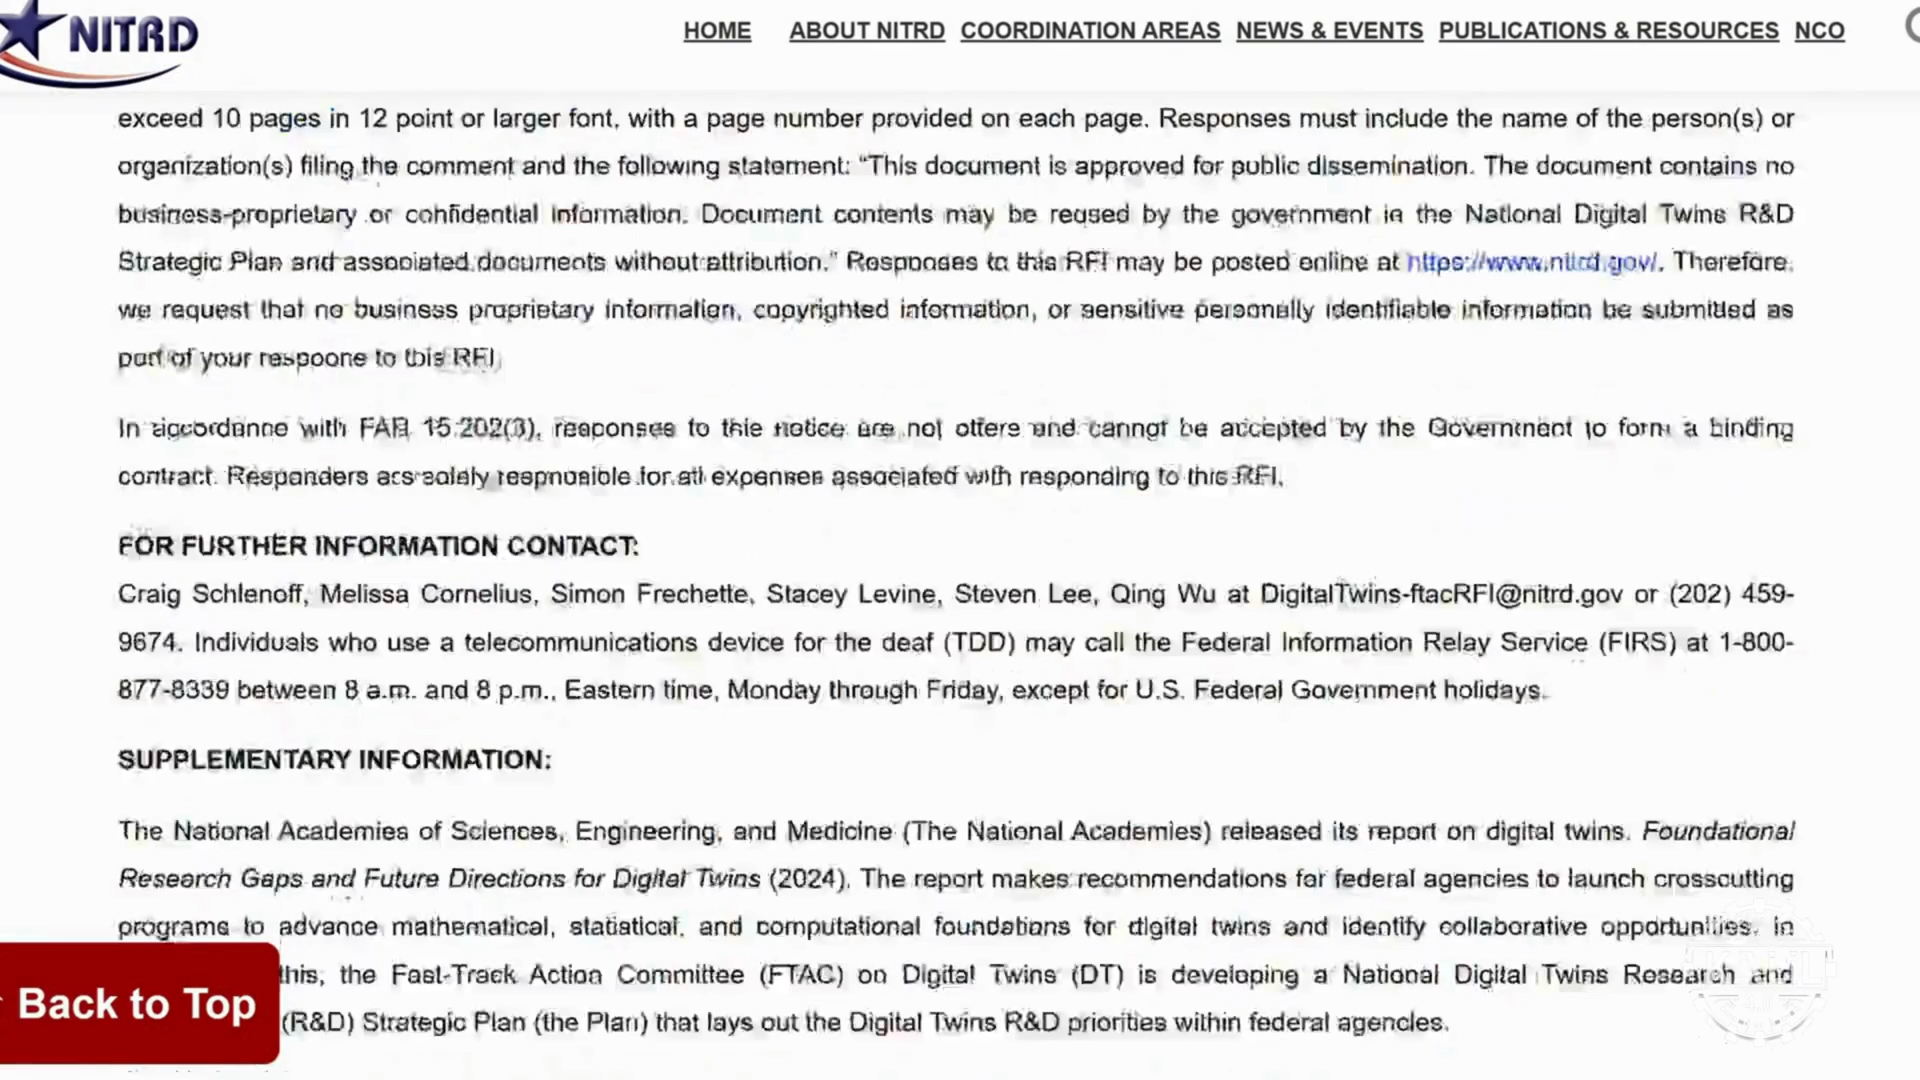 NITRD
HOME ABOUT NITRD COORDINATION AREAS NEWS & EVENTS PUBLICATIONS & RESOURCES NCO
exceed 10 pages in 12 point or larger font, with a page number provided on each page. Responses must include the name of the person(s) or
organization(s) filing the comment and the following statement: “This document is approved for public dissemination. The document contains no
business-proprietary or confidential information. Document contents may be reused by the government in the National Digital Twins R&D
Strategic Plan and associated documents without attribution.” Responses to this RFI may be posted online at https://www.nitrd.gov/. Therefore,
we request that no business proprietary information, copyrighted information, or sensitive personally identifiable information be submitted as
part of your response to this RFI.
In accordance with FAR 15.202(3), responses to this notice are not offers and cannot be accepted by the Government to form a binding
contract. Responders are solely responsible for all expenses associated with responding to this RFI.
FOR FURTHER INFORMATION CONTACT:
Craig Schlenoff, Melissa Cornelius, Simon Frechette, Stacey Levine, Steven Lee, Qing Wu at DigitalTwins-ftacRFI@nitrd.gov or (202) 459-
9674. Individuals who use a telecommunications device for the deaf (TDD) may call the Federal Information Relay Service (FIRS) at 1-800-
877-8339 between 8 a.m. and 8 p.m., Eastern time, Monday through Friday, except for U.S. Federal Government holidays.
SUPPLEMENTARY INFORMATION:
The National Academies of Sciences, Engineering, and Medicine (The National Academies) released its report on digital twins. Foundational
Research Gaps and Future Directions for Digital Twins (2024). The report makes recommendations for federal agencies to launch crosscutting
programs to advance mathematical, statistical, and computational foundations for digital twins and identify collaborative opportunities. In
this, the Fast-Track Action Committee (FTAC) on Digital Twins (DT) is developing a National Digital Twins Research and
(R&D) Strategic Plan (the Plan) that lays out the Digital Twins R&D priorities within federal agencies.
Back to Top